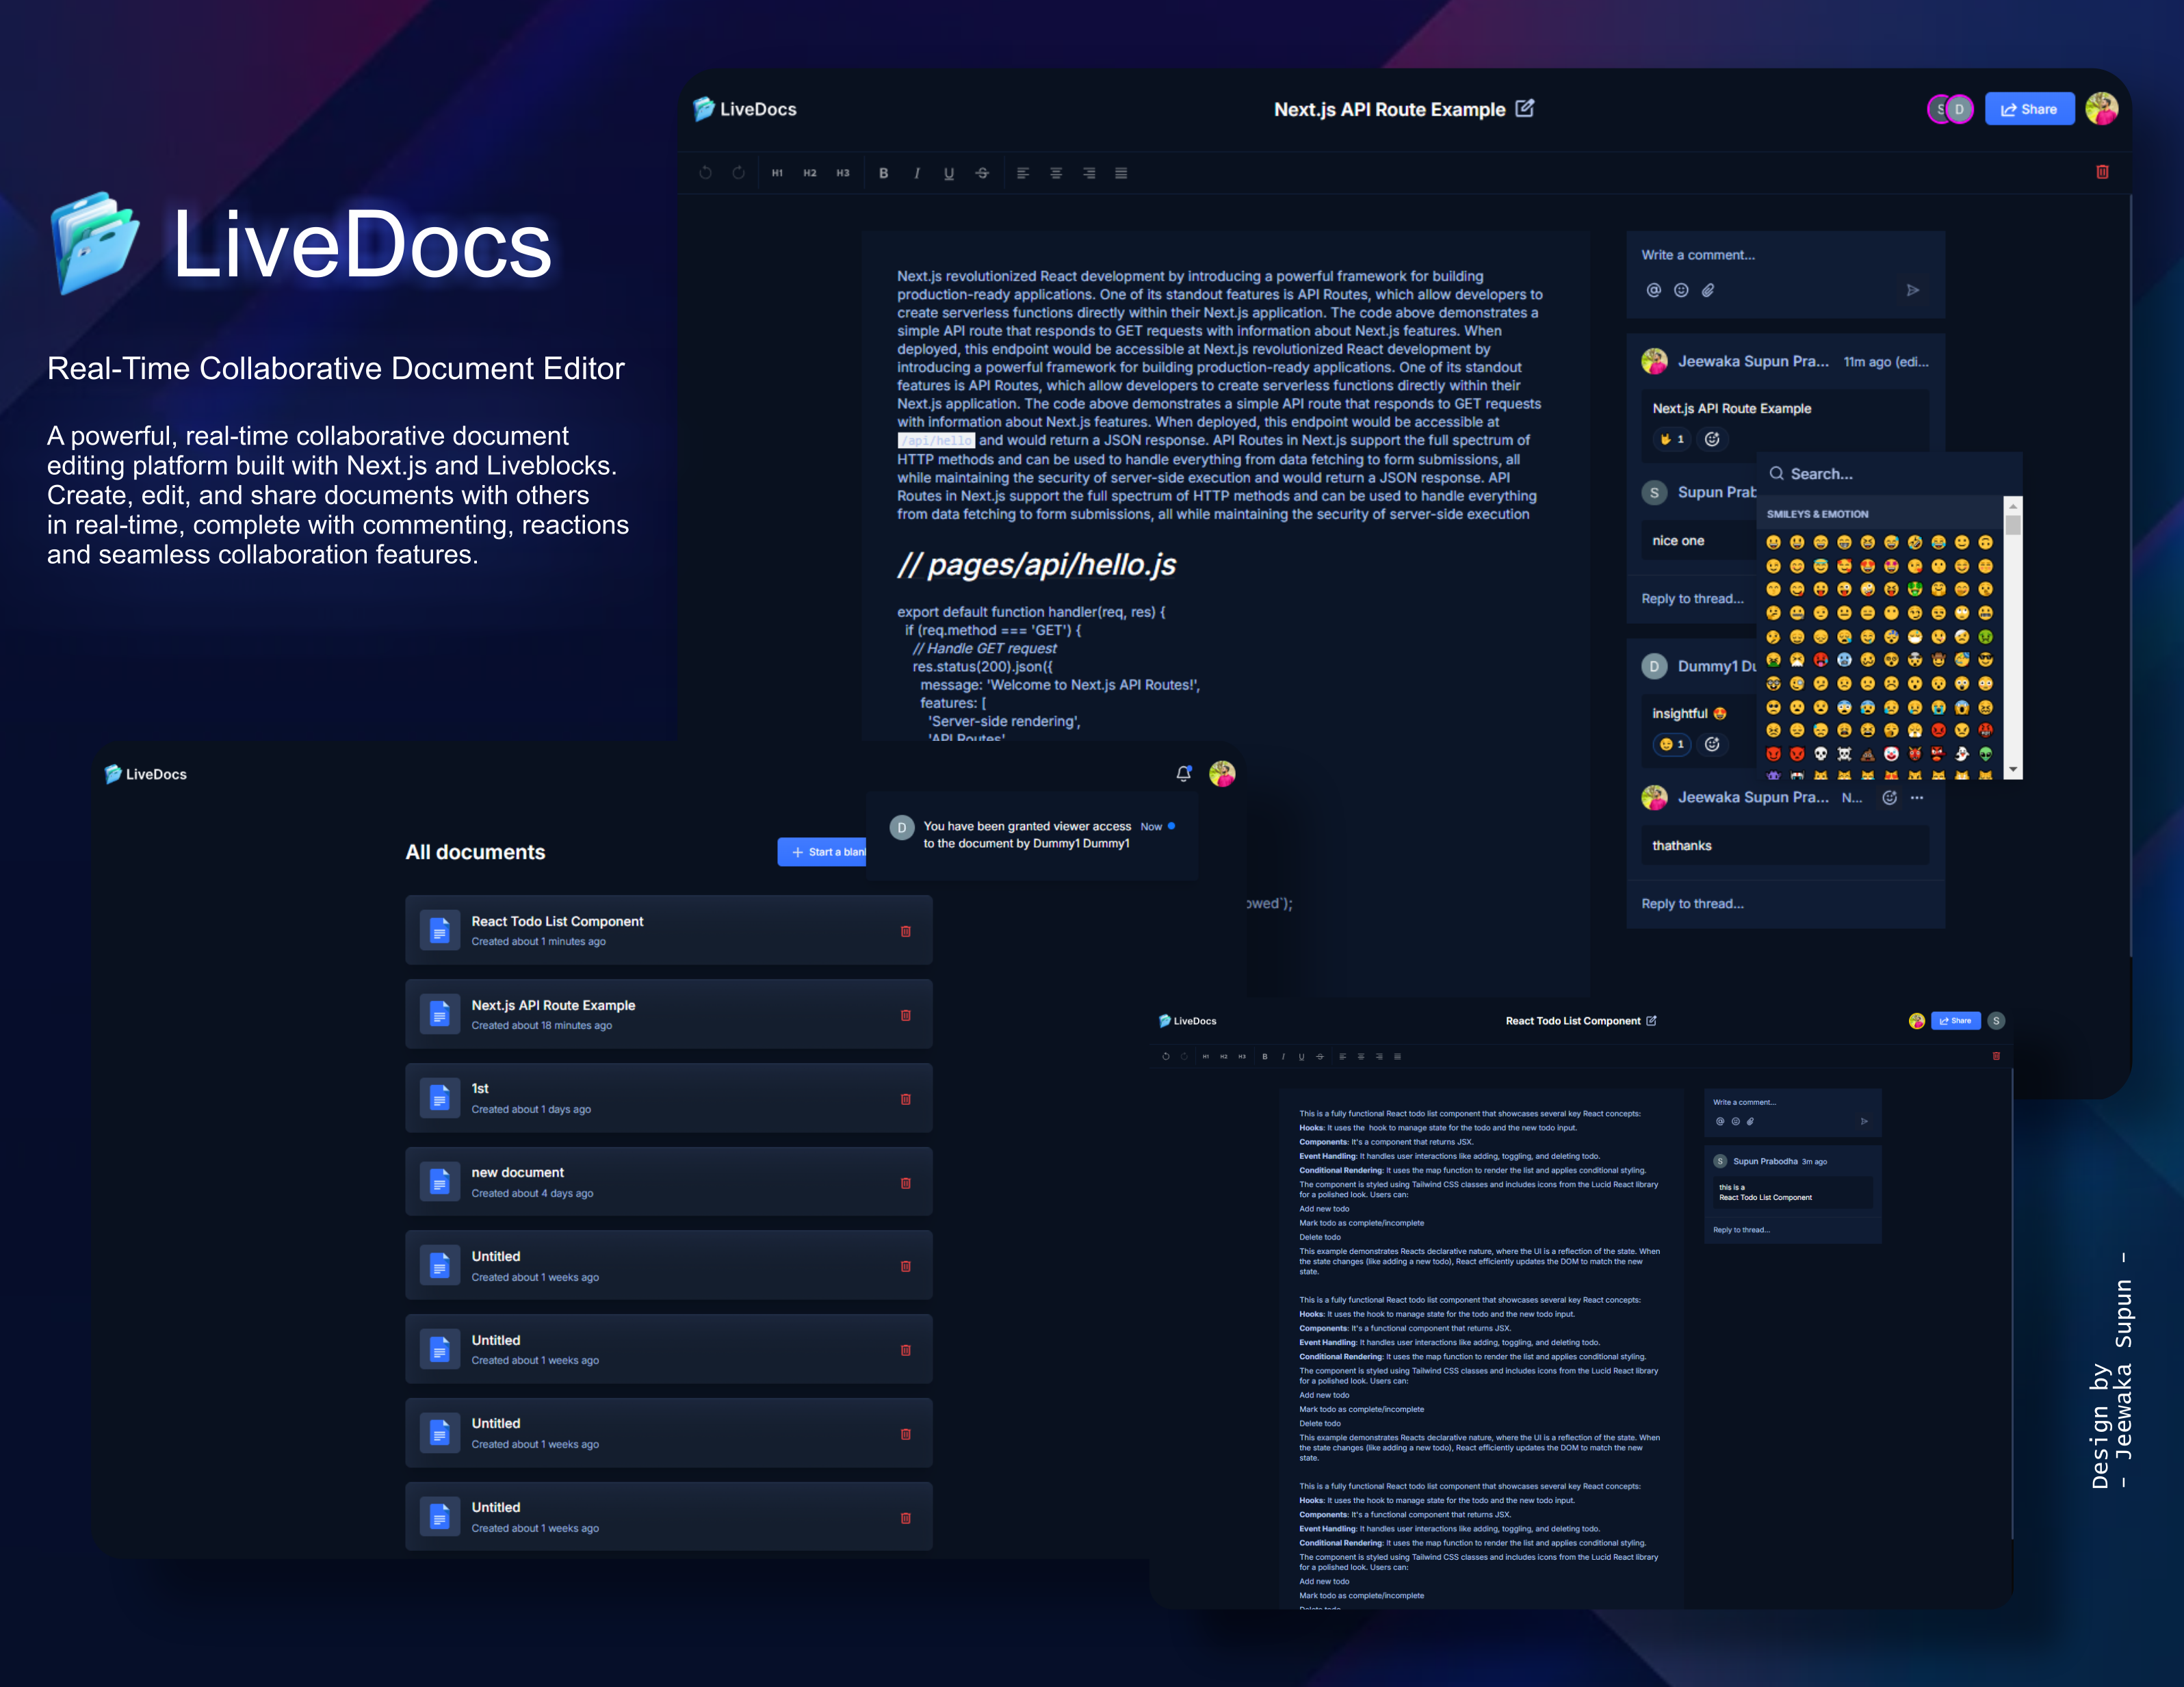 LiveDocs
Real-Time Collaborative Document Editor
A powerful, real-time collaborative document
editing platform built with Next.js and Liveblocks.
Create, edit, and share documents with others
in real-time, complete with commenting, reactions
and seamless collaboration features.
LiveDocs
Next.js API Route Example
S
D
Share
H1 H2 H3 B I U S
Next.js revolutionized React development by introducing a powerful framework for building
production-ready applications. One of its standout features is API Routes, which allow developers to
create serverless functions directly within their Next.js application. The code above demonstrates a
simple API route that responds to GET requests with information about Next.js features. When
deployed, this endpoint would be accessible at Next.js revolutionized React development by
introducing a powerful framework for building production-ready applications. One of its standout
features is API Routes, which allow developers to create serverless functions directly within their
Next.js application. The code above demonstrates a simple API route that responds to GET requests
with information about Next.js features. When deployed, this endpoint would be accessible at
/api/hello and would return a JSON response. API Routes in Next.js support the full spectrum of
HTTP methods and can be used to handle everything from data fetching to form submissions, all
while maintaining the security of server-side execution and would return a JSON response. API
Routes in Next.js support the full spectrum of HTTP methods and can be used to handle everything
from data fetching to form submissions, all while maintaining the security of server-side execution
// pages/api/hello.js
export default function handler(req, res) {
if (req.method === 'GET') {
// Handle GET request
res.status(200).json({
message: 'Welcome to Next.js API Routes!',
features: [
'Server-side rendering',
'API Routes'
owed`);
Write a comment...
@
Jeewaka Supun Pra... 11m ago (edi...
Next.js API Route Example
1
S Supun Prab
nice one
Reply to thread...
Search...
SMILEYS & EMOTION
D Dummy1 Du
insightful 😍
1
Jeewaka Supun Pra... N... ...
thathanks
Reply to thread...
LiveDocs
D You have been granted viewer access Now
to the document by Dummy1 Dummy1
All documents
+ Start a blan
React Todo List Component
Created about 1 minutes ago
Next.js API Route Example
Created about 18 minutes ago
1st
Created about 1 days ago
new document
Created about 4 days ago
Untitled
Created about 1 weeks ago
Untitled
Created about 1 weeks ago
Untitled
Created about 1 weeks ago
Untitled
Created about 1 weeks ago
LiveDocs
React Todo List Component
Share
S
H1 H2 H3 B I U S
This is a fully functional React todo list component that showcases several key React concepts:
Hooks: It uses the hook to manage state for the todo and the new todo input.
Components: It's a component that returns JSX.
Event Handling: It handles user interactions like adding, toggling, and deleting todo.
Conditional Rendering: It uses the map function to render the list and applies conditional styling.
The component is styled using Tailwind CSS classes and includes icons from the Lucid React library
for a polished look. Users can:
Add new todo
Mark todo as complete/incomplete
Delete todo
This example demonstrates Reacts declarative nature, where the UI is a reflection of the state. When
the state changes (like adding a new todo), React efficiently updates the DOM to match the new
state.
This is a fully functional React todo list component that showcases several key React concepts:
Hooks: It uses the hook to manage state for the todo and the new todo input.
Components: It's a functional component that returns JSX.
Event Handling: It handles user interactions like adding, toggling, and deleting todo.
Conditional Rendering: It uses the map function to render the list and applies conditional styling.
The component is styled using Tailwind CSS classes and includes icons from the Lucid React library
for a polished look. Users can:
Add new todo
Mark todo as complete/incomplete
Delete todo
This example demonstrates Reacts declarative nature, where the UI is a reflection of the state. When
the state changes (like adding a new todo), React efficiently updates the DOM to match the new
state.
This is a fully functional React todo list component that showcases several key React concepts:
Hooks: It uses the hook to manage state for the todo and the new todo input.
Components: It's a functional component that returns JSX.
Event Handling: It handles user interactions like adding, toggling, and deleting todo.
Conditional Rendering: It uses the map function to render the list and applies conditional styling.
The component is styled using Tailwind CSS classes and includes icons from the Lucid React library
for a polished look. Users can:
Add new todo
Mark todo as complete/incomplete
Delete todo
Write a comment...
@
S Supun Prabodha 3m ago
this is a
React Todo List Component
Reply to thread...
Design by
- Jeewaka Supun -